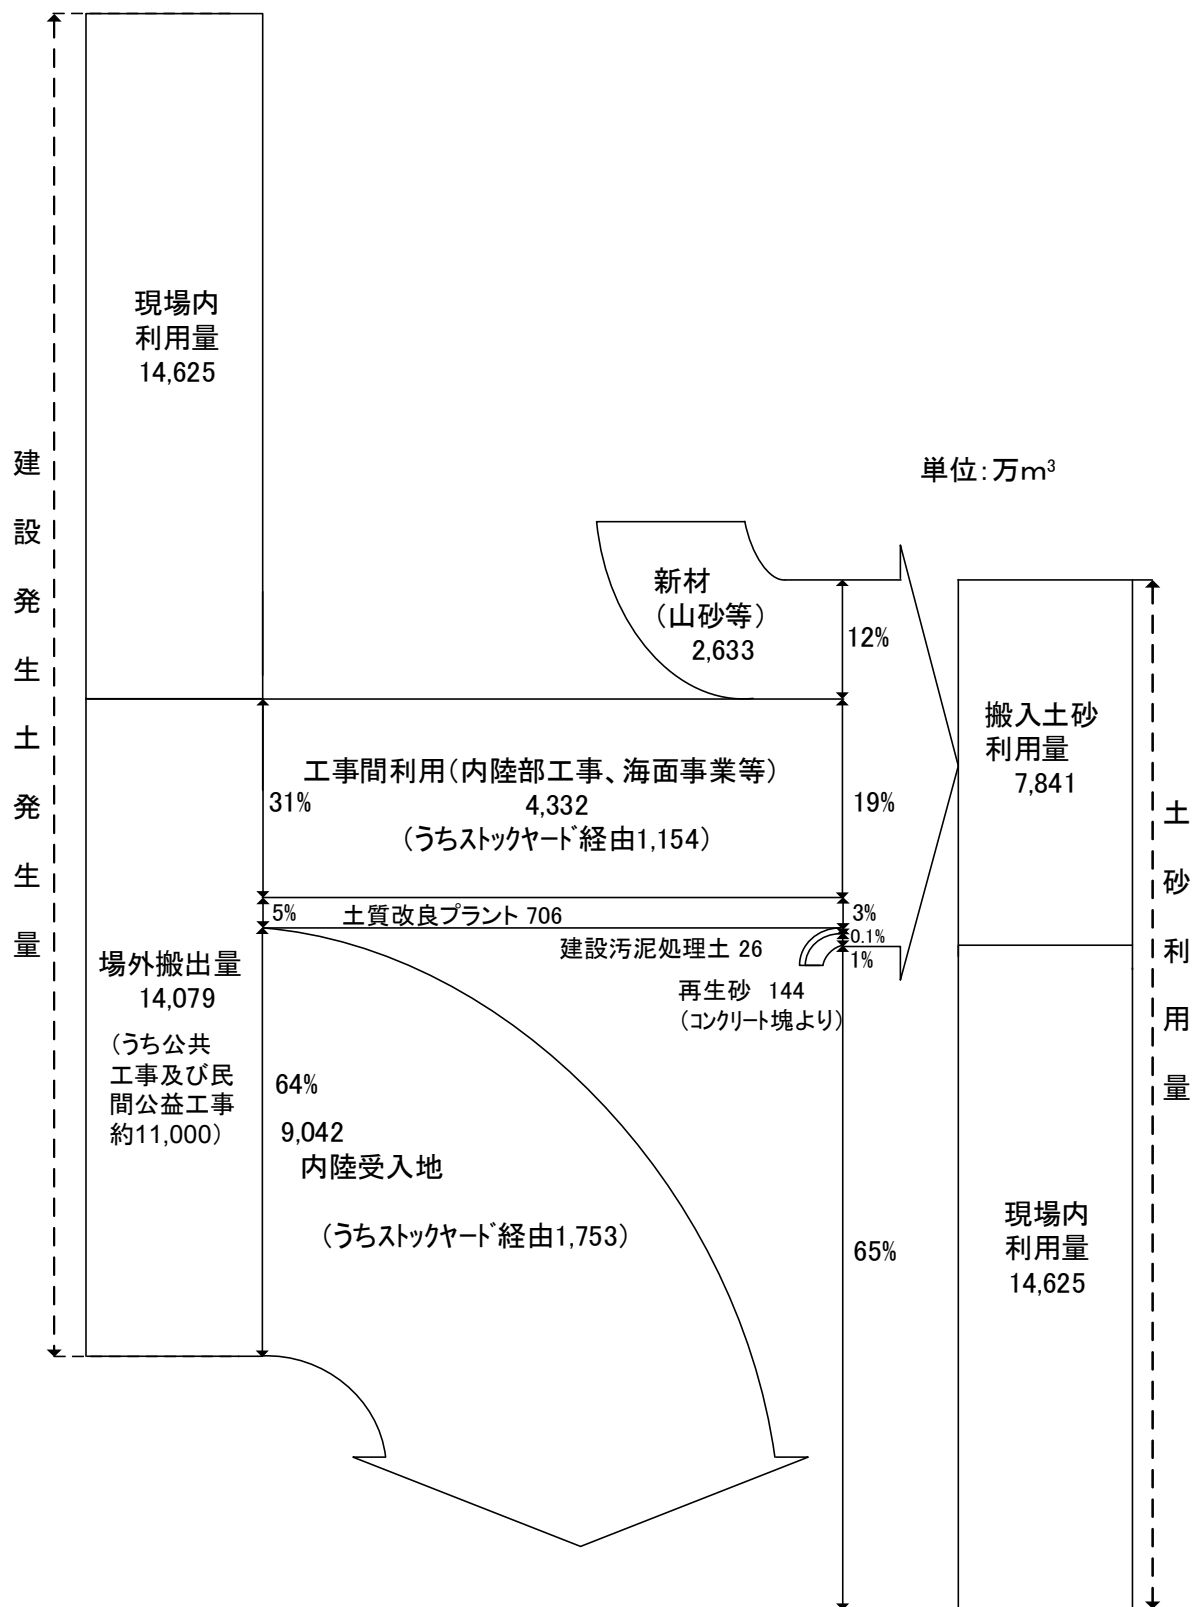 建設発生土発生量
現場内
利用量
14,625
場外搬出量
14,079
（うち公共
工事及び民
間公益工事
約11,000）
単位：万m³
新材
（山砂等）
2,633
12%
工事間利用（内陸部工事、海面事業等）
31%
4,332
19%
（うちストックヤード経由1,154）
5%
土質改良プラント 706
3%
建設汚泥処理土 26
0.1%
1%
再生砂 144
（コンクリート塊より）
64%
9,042
内陸受入地
（うちストックヤード経由1,753）
65%
搬入土砂
利用量
7,841
現場内
利用量
14,625
土砂利用量